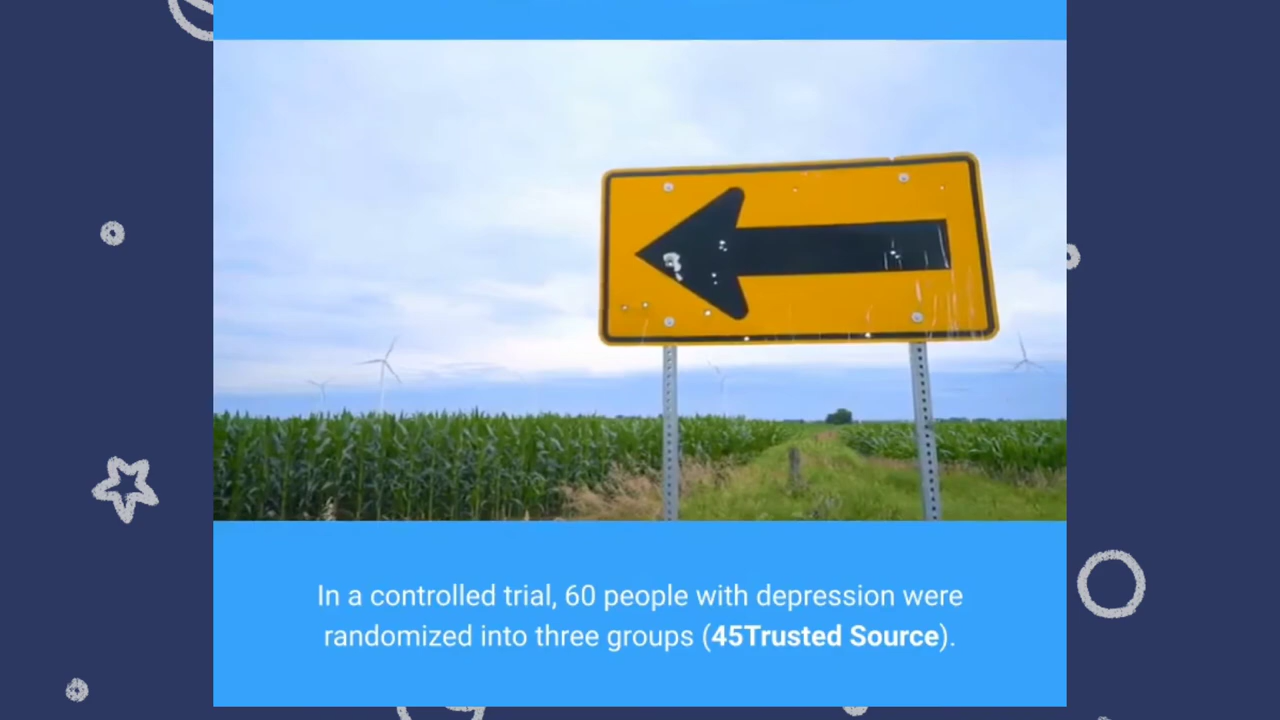 In a controlled trial, 60 people with depression were
randomized into three groups (45Trusted Source).